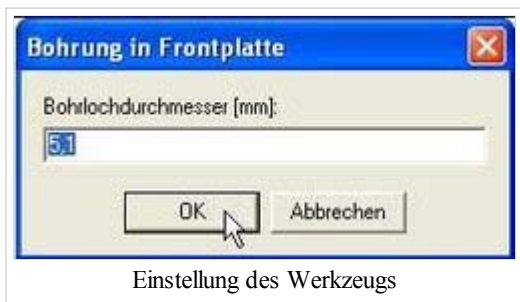 Bohrung in Frontplatte
Bohrlochdurchmesser [mm]:
5,1
OK Abbrechen
Einstellung des Werkzeugs